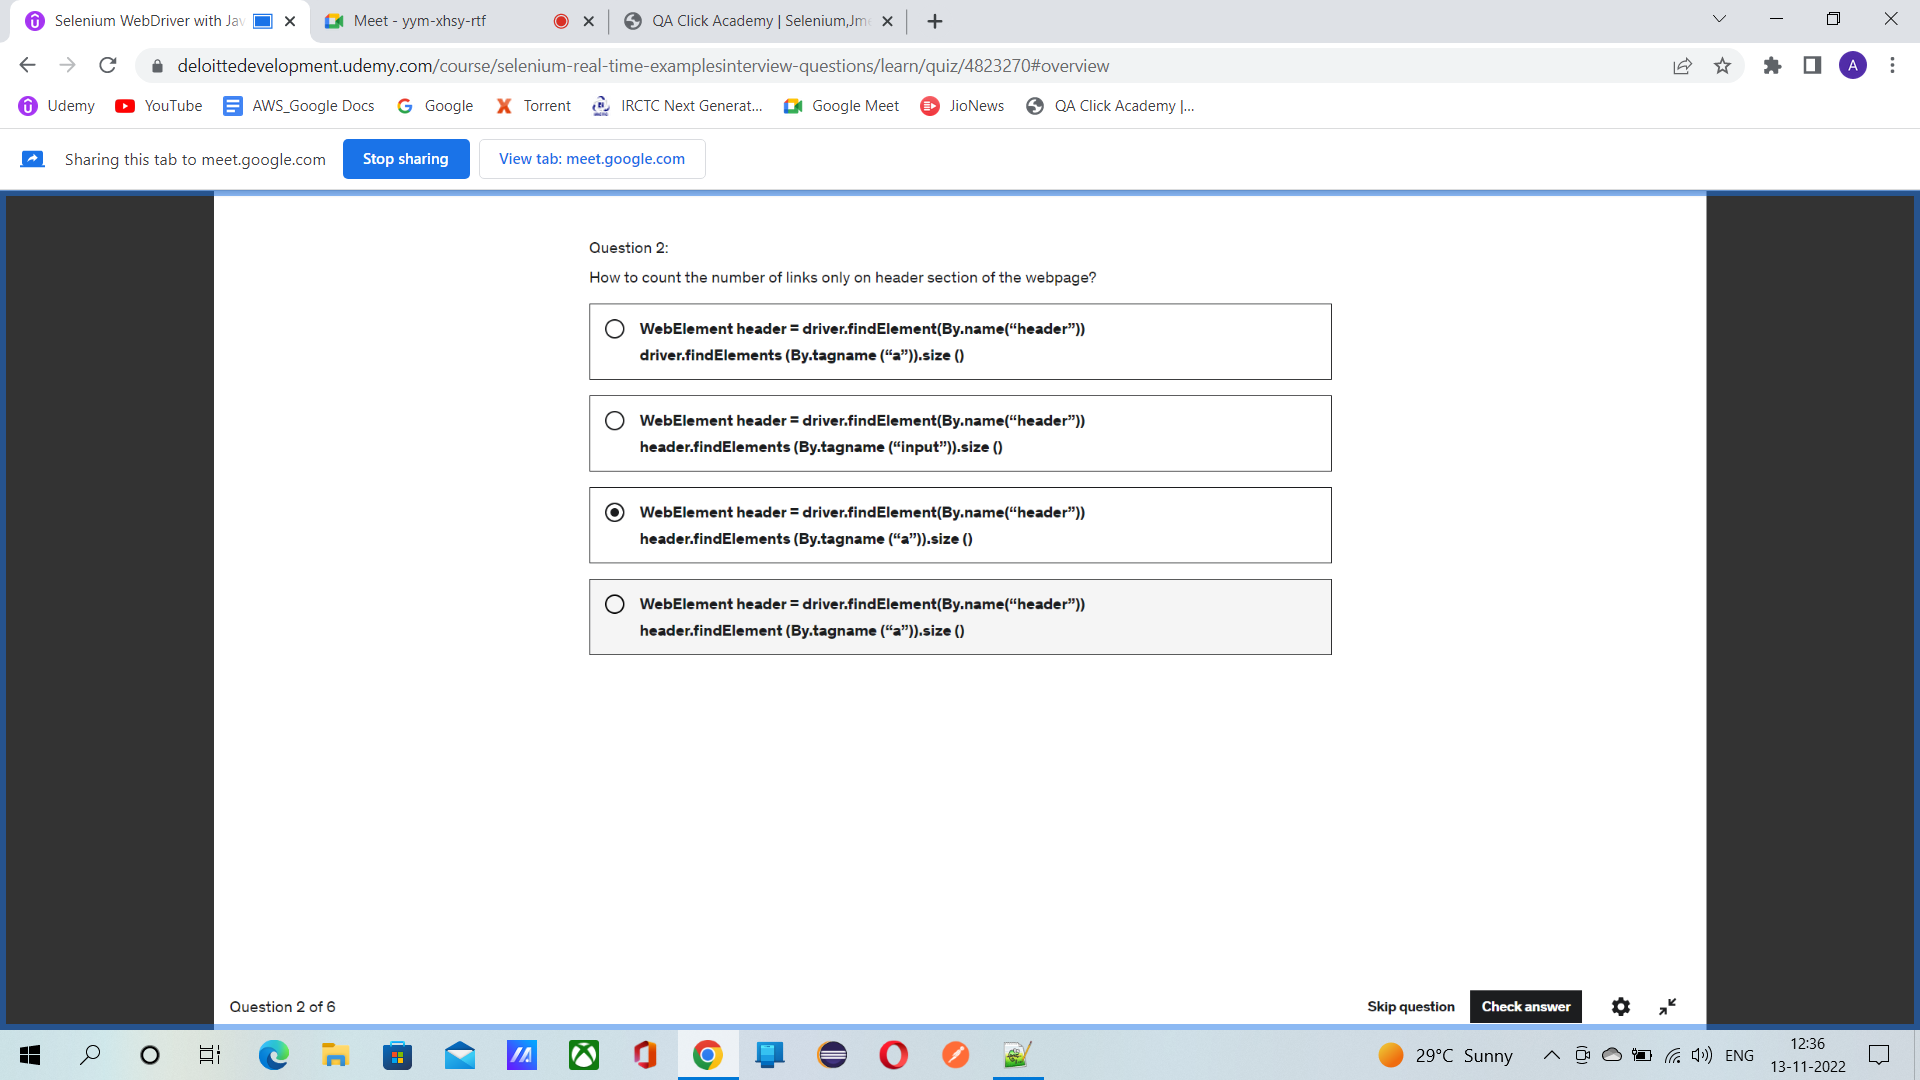 Selenium WebDriver with Jav
Meet - yym-xhsy-rtf
QA Click Academy | Selenium,Jme
deloittedevelopment.udemy.com/course/selenium-real-time-examplesinterview-questions/learn/quiz/4823270#overview
A
Udemy
YouTube
AWS_Google Docs
Google
Torrent
IRCTC Next Generat...
Google Meet
JioNews
QA Click Academy |...
Sharing this tab to meet.google.com
Stop sharing
View tab: meet.google.com
Question 2:
How to count the number of links only on header section of the webpage?
WebElement header = driver.findElement(By.name(“header”))
driver.findElements (By.tagname (“a”)).size ()
WebElement header = driver.findElement(By.name(“header”))
header.findElements (By.tagname (“input”)).size ()
WebElement header = driver.findElement(By.name(“header”))
header.findElements (By.tagname (“a”)).size ()
WebElement header = driver.findElement(By.name(“header”))
header.findElement (By.tagname (“a”)).size ()
Question 2 of 6
Skip question
Check answer
29°C Sunny
ENG
12:36
13-11-2022